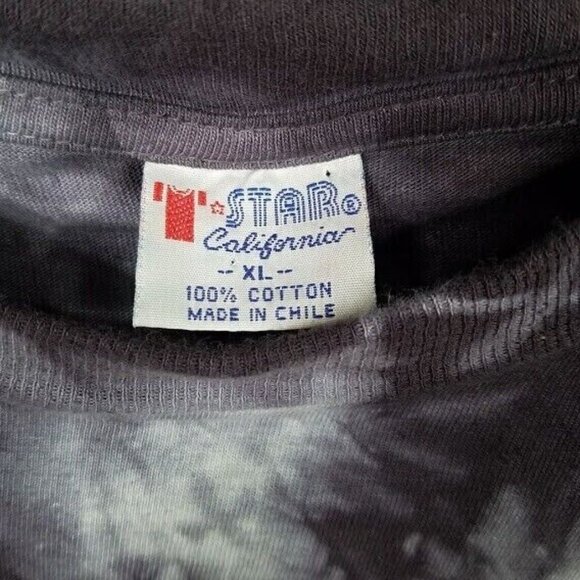 T☆STAR®
California
-- XL --
100% COTTON
MADE IN CHILE